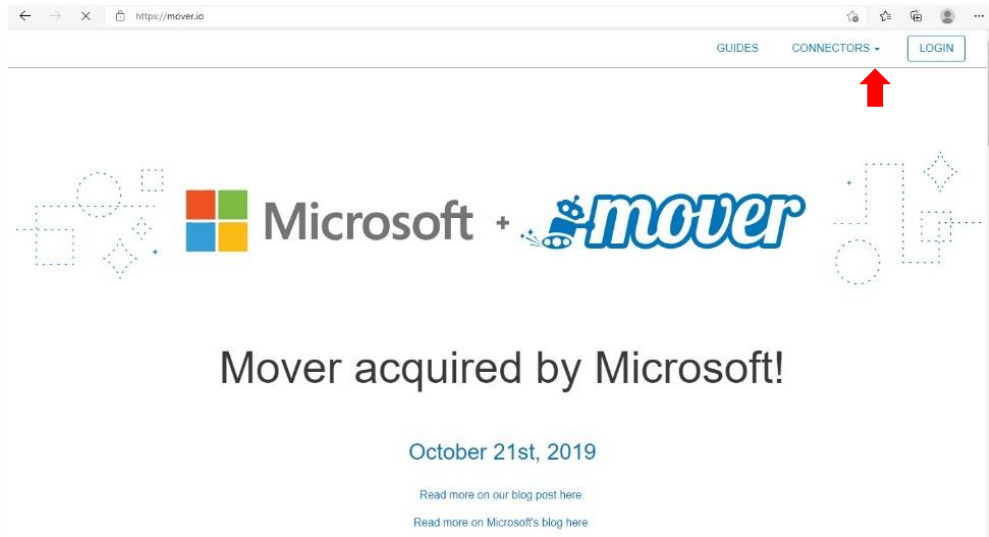 https://mover.io
GUIDES CONNECTORS LOGIN
Microsoft + mover
Mover acquired by Microsoft!
October 21st, 2019
Read more on our blog post here.
Read more on Microsoft's blog here.